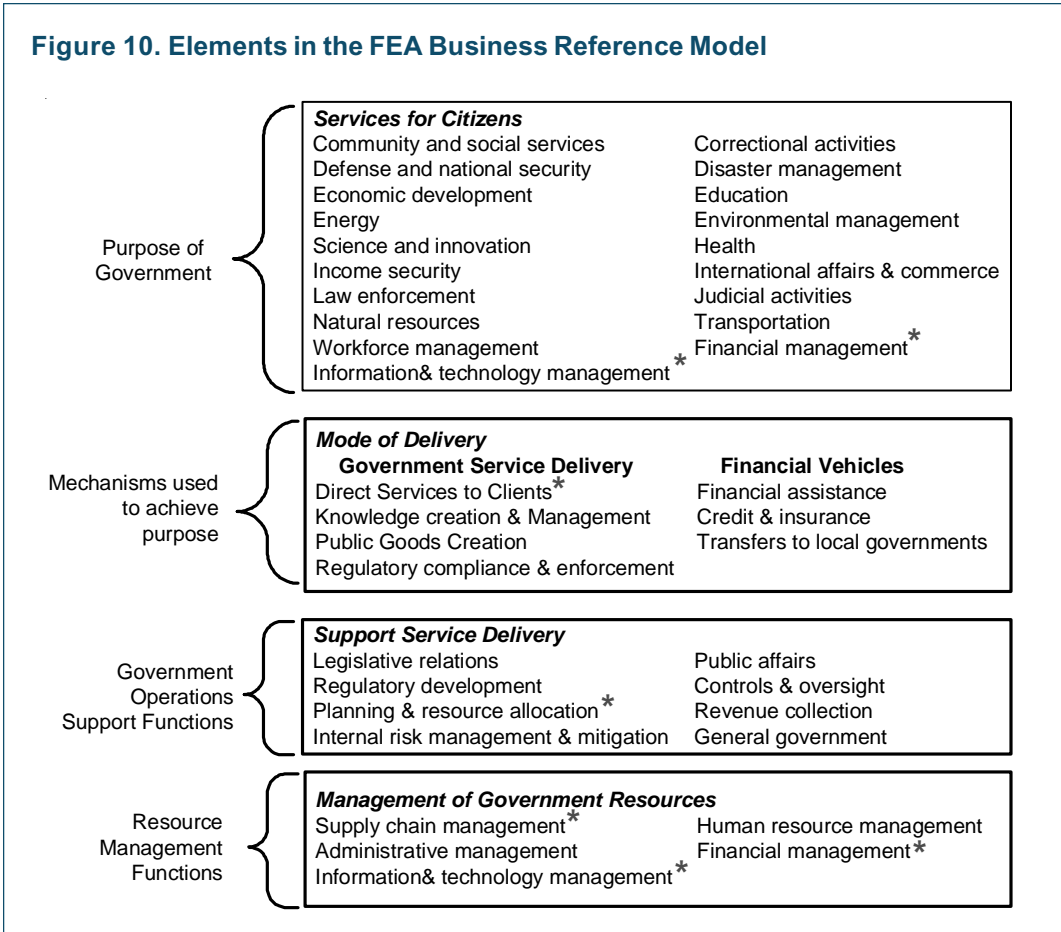 Figure 10. Elements in the FEA Business Reference Model
Purpose of
Government
Services for Citizens
Community and social services
Defense and national security
Economic development
Energy
Science and innovation
Income security
Law enforcement
Natural resources
Workforce management
Information& technology management *
Correctional activities
Disaster management
Education
Environmental management
Health
International affairs & commerce
Judicial activities
Transportation
Financial management *
Mechanisms used
to achieve
purpose
Mode of Delivery
Government Service Delivery
Direct Services to Clients *
Knowledge creation & Management
Public Goods Creation
Regulatory compliance & enforcement
Financial Vehicles
Financial assistance
Credit & insurance
Transfers to local governments
Government
Operations
Support Functions
Support Service Delivery
Legislative relations
Regulatory development
Planning & resource allocation *
Internal risk management & mitigation
Public affairs
Controls & oversight
Revenue collection
General government
Resource
Management
Functions
Management of Government Resources
Supply chain management *
Administrative management
Information& technology management *
Human resource management
Financial management *